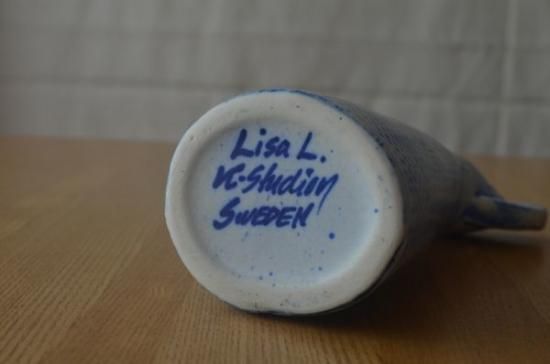 Lisa L.
K-Studion
SWEDEN